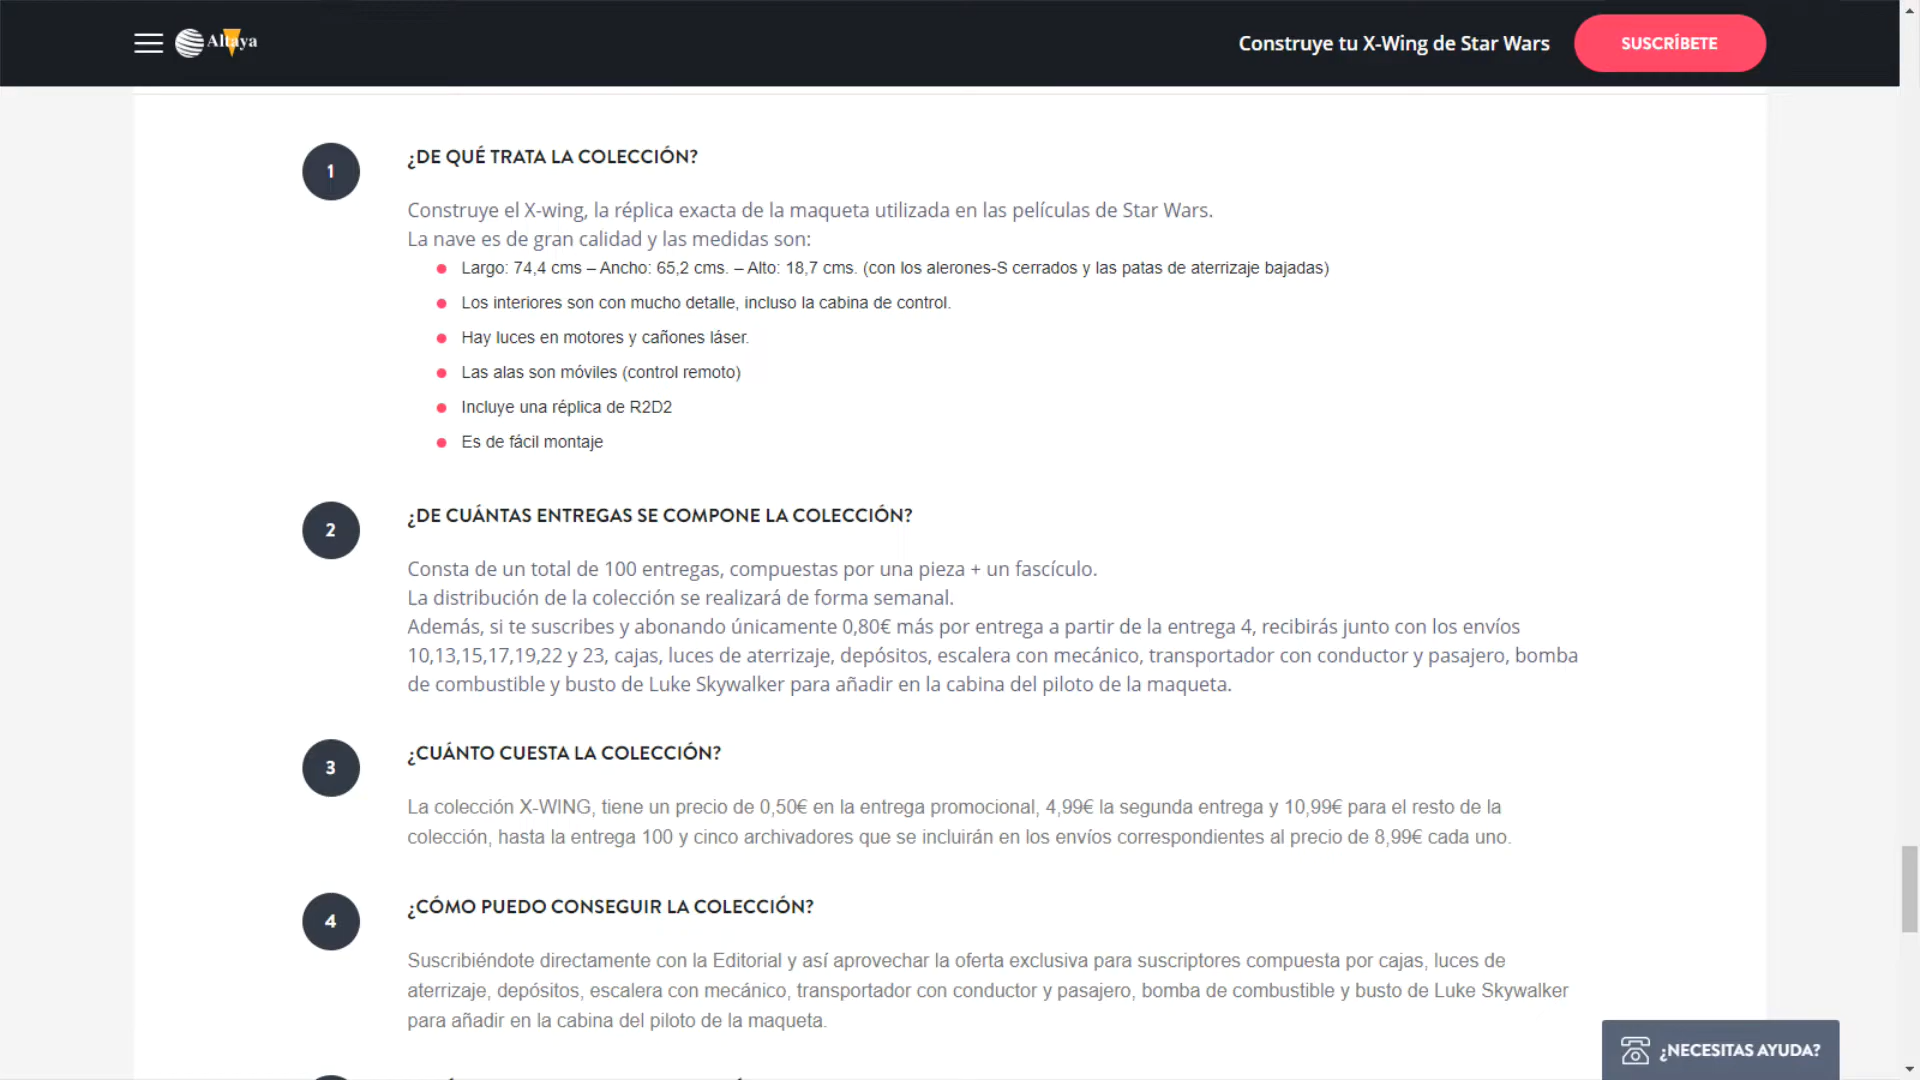 Altaya
Construye tu X-Wing de Star Wars
SUSCRÍBETE
1
¿DE QUÉ TRATA LA COLECCIÓN?
Construye el X-wing, la réplica exacta de la maqueta utilizada en las películas de Star Wars.
La nave es de gran calidad y las medidas son:
Largo: 74,4 cms – Ancho: 65,2 cms. – Alto: 18,7 cms. (con los alerones-S cerrados y las patas de aterrizaje bajadas)
Los interiores son con mucho detalle, incluso la cabina de control.
Hay luces en motores y cañones láser.
Las alas son móviles (control remoto)
Incluye una réplica de R2D2
Es de fácil montaje
2
¿DE CUÁNTAS ENTREGAS SE COMPONE LA COLECCIÓN?
Consta de un total de 100 entregas, compuestas por una pieza + un fascículo.
La distribución de la colección se realizará de forma semanal.
Además, si te suscribes y abonando únicamente 0,80€ más por entrega a partir de la entrega 4, recibirás junto con los envíos
10,13,15,17,19,22 y 23, cajas, luces de aterrizaje, depósitos, escalera con mecánico, transportador con conductor y pasajero, bomba
de combustible y busto de Luke Skywalker para añadir en la cabina del piloto de la maqueta.
3
¿CUÁNTO CUESTA LA COLECCIÓN?
La colección X-WING, tiene un precio de 0,50€ en la entrega promocional, 4,99€ la segunda entrega y 10,99€ para el resto de la
colección, hasta la entrega 100 y cinco archivadores que se incluirán en los envíos correspondientes al precio de 8,99€ cada uno.
4
¿CÓMO PUEDO CONSEGUIR LA COLECCIÓN?
Suscribiéndote directamente con la Editorial y así aprovechar la oferta exclusiva para suscriptores compuesta por cajas, luces de
aterrizaje, depósitos, escalera con mecánico, transportador con conductor y pasajero, bomba de combustible y busto de Luke Skywalker
para añadir en la cabina del piloto de la maqueta.
¿NECESITAS AYUDA?